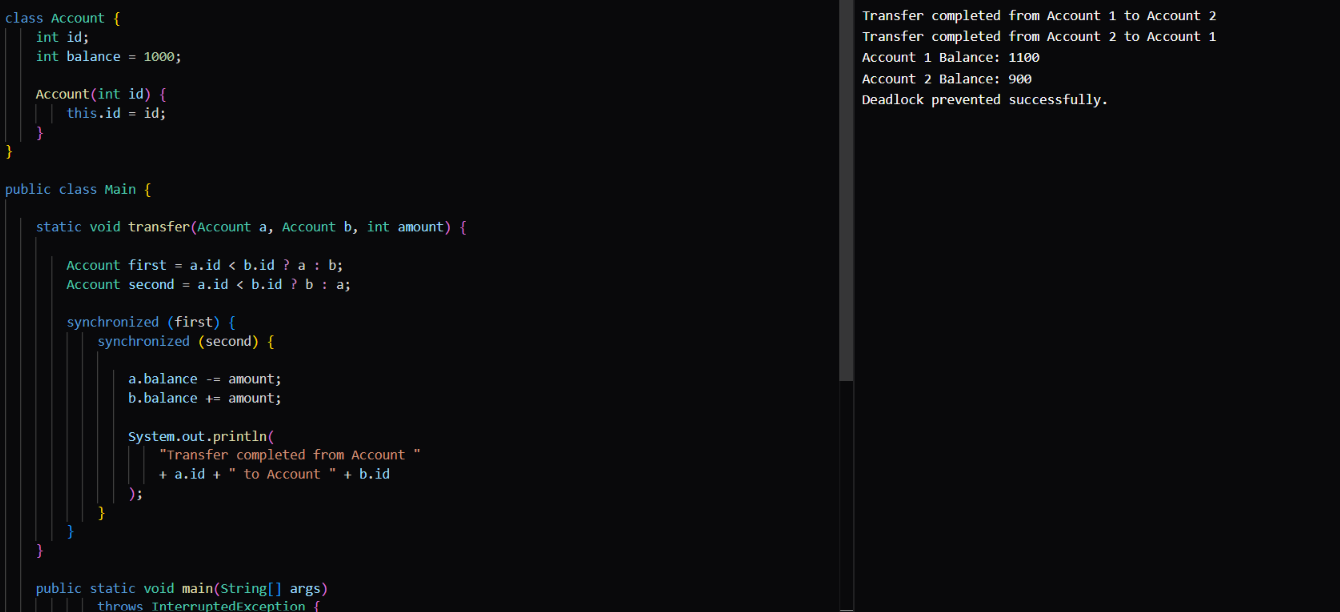 class Account {
int id;
int balance = 1000;
Account(int id) {
this.id = id;
}
}
public class Main {
static void transfer(Account a, Account b, int amount) {
Account first = a.id < b.id ? a : b;
Account second = a.id < b.id ? b : a;
synchronized (first) {
synchronized (second) {
a.balance -= amount;
b.balance += amount;
System.out.println(
"Transfer completed from Account "
+ a.id + " to Account " + b.id
);
}
}
}
public static void main(String[] args)
throws InterruptedException {
Transfer completed from Account 1 to Account 2
Transfer completed from Account 2 to Account 1
Account 1 Balance: 1100
Account 2 Balance: 900
Deadlock prevented successfully.